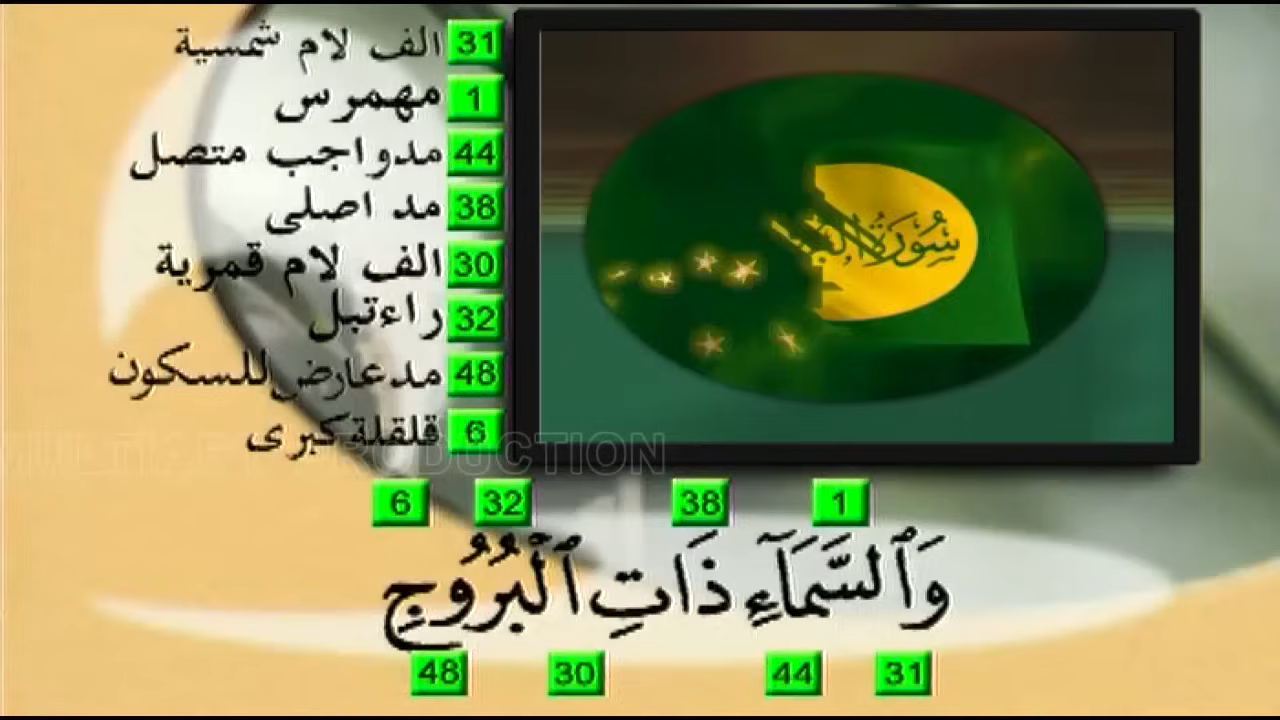 الف لام شمسية 31
مهمرس 1
مدواجب متصل 44
مد اصلى 38
الف لام قمرية 30
راءتبل 32
مدعارض للسكون 48
قلقلة كبرى 6
سُوْرَةُ
6 32 38 1
وَٱلسَّمَآءِ ذَاتِ ٱلْبُرُوجِ
48 30 44 31